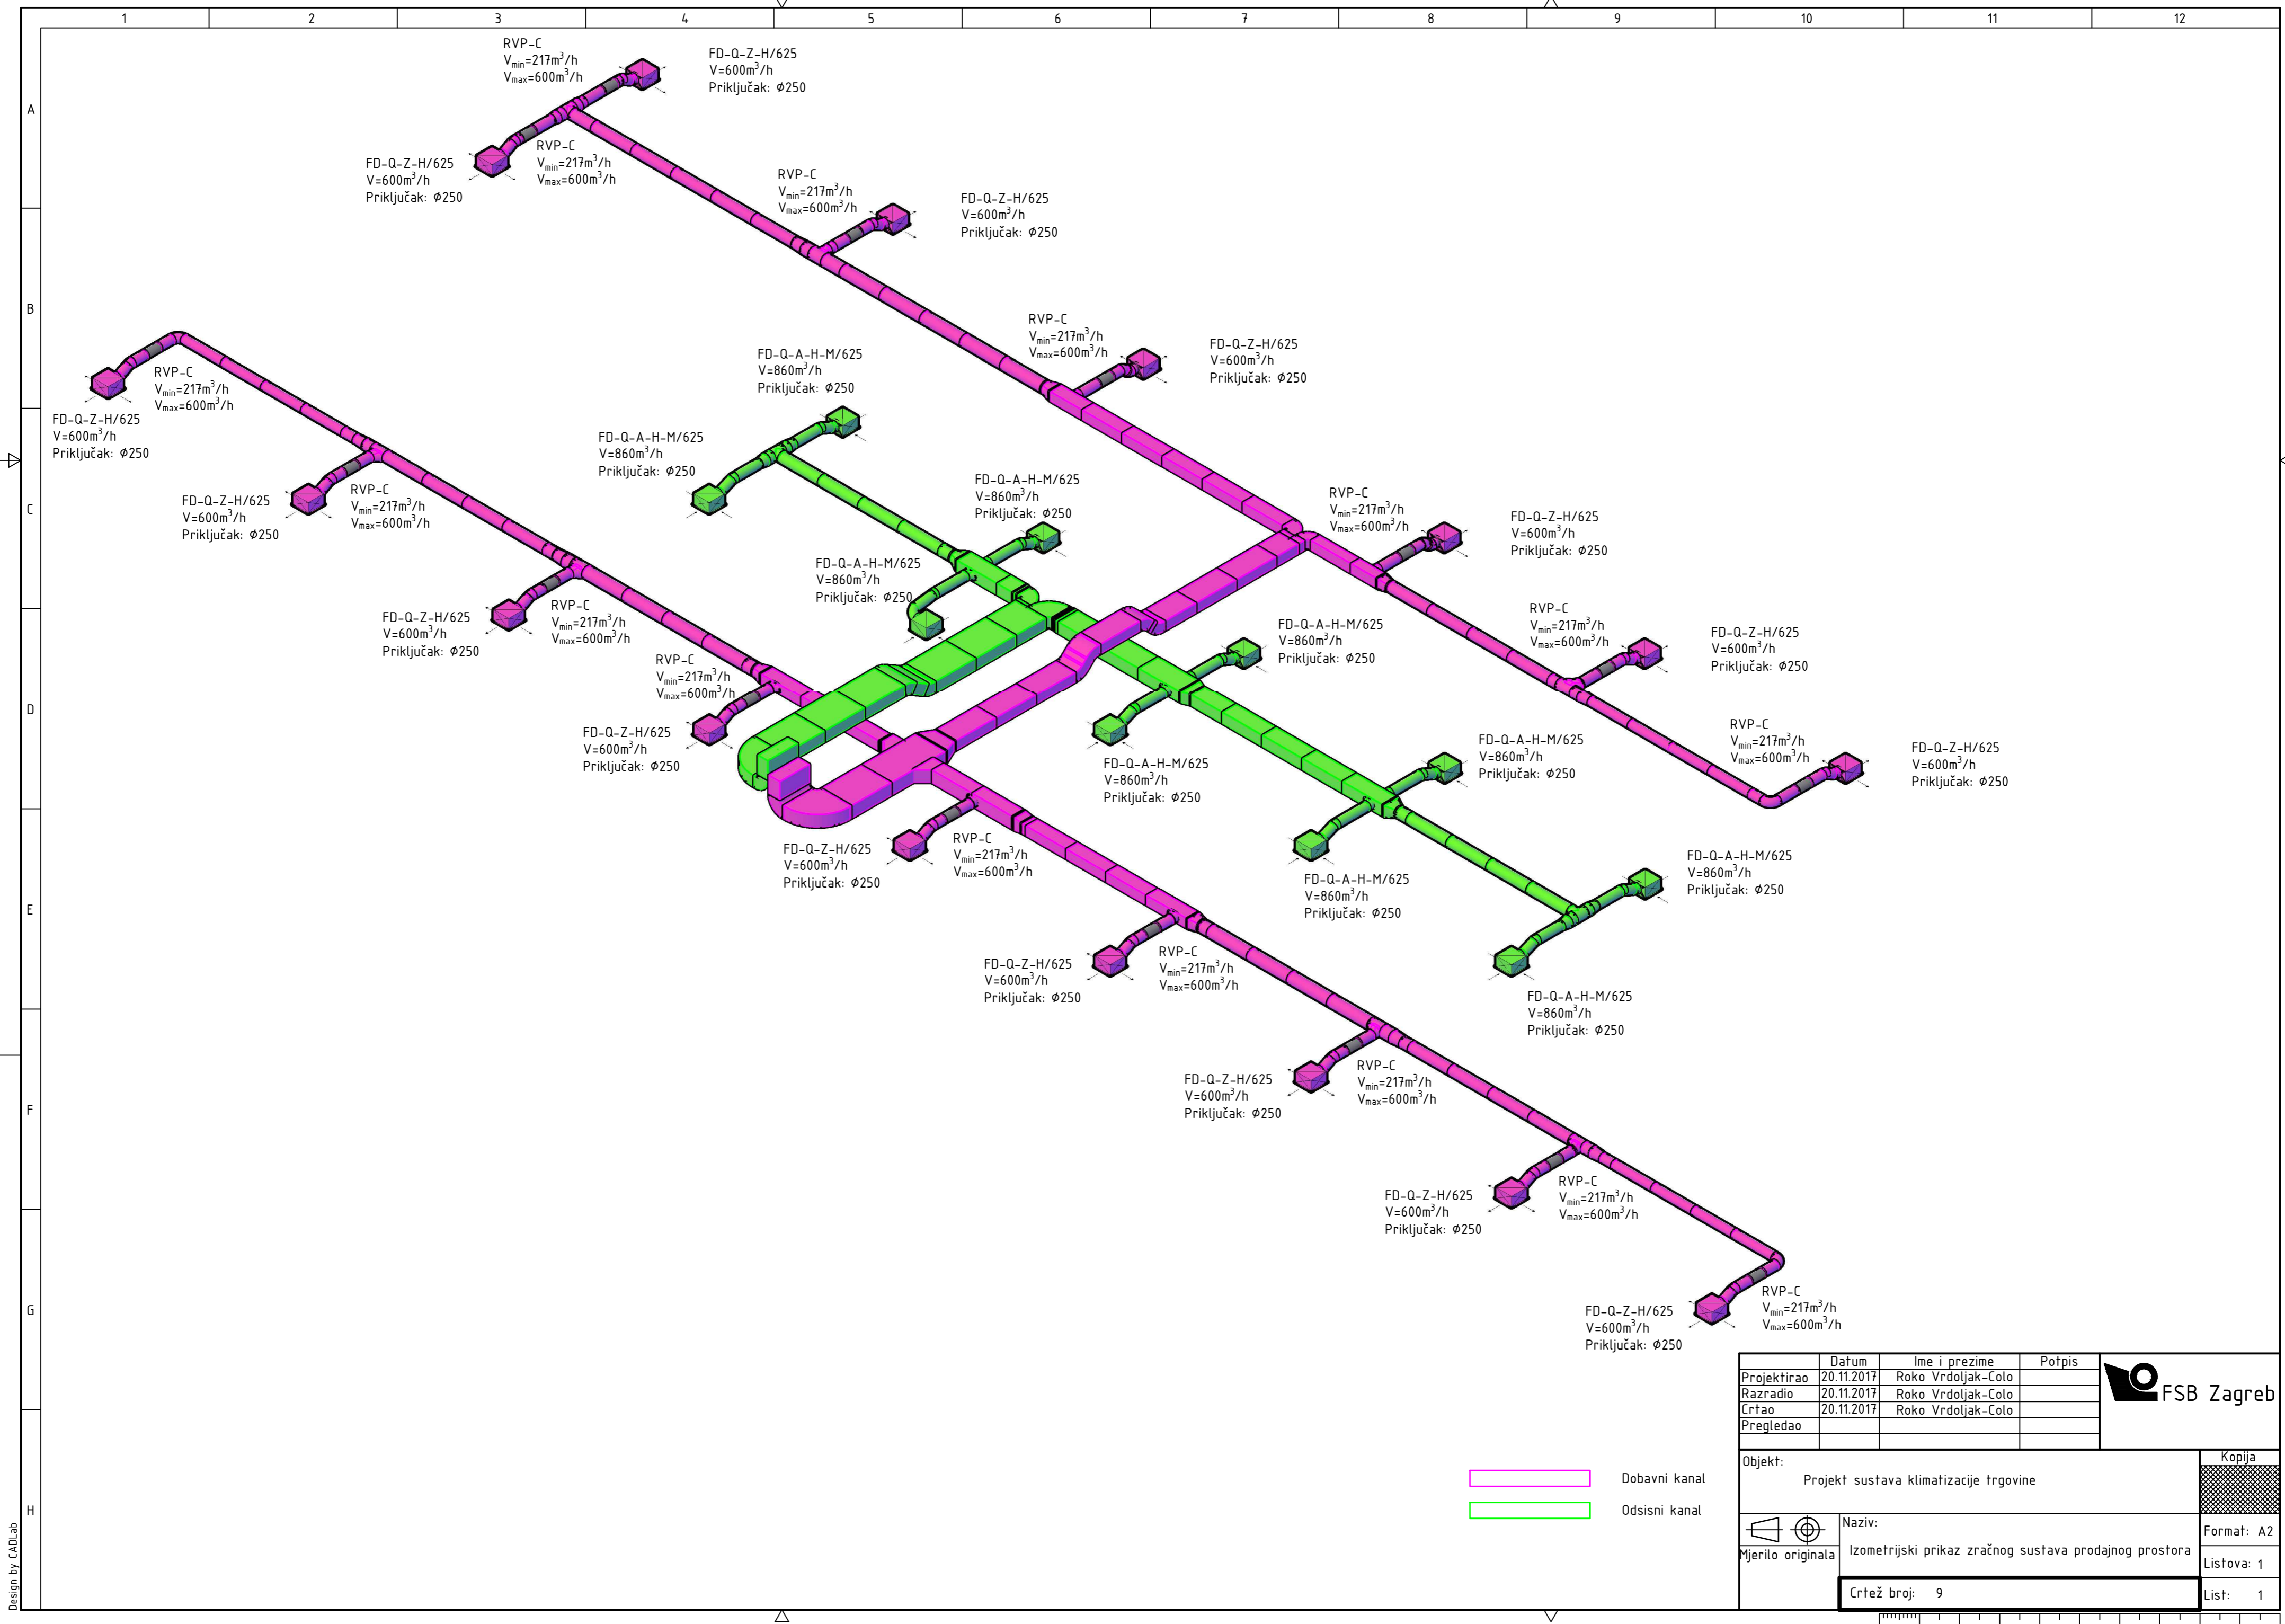 1 2 3 4 5 6 7 8 9 10 11 12
A
B
C
D
E
F
G
H
RVP-C
Vmin=217m³/h
Vmax=600m³/h
FD-Q-Z-H/625
V=600m³/h
Priključak: Ø250
FD-Q-Z-H/625
V=600m³/h
Priključak: Ø250
RVP-C
Vmin=217m³/h
Vmax=600m³/h
RVP-C
Vmin=217m³/h
Vmax=600m³/h
FD-Q-Z-H/625
V=600m³/h
Priključak: Ø250
RVP-C
Vmin=217m³/h
Vmax=600m³/h
FD-Q-Z-H/625
V=600m³/h
Priključak: Ø250
FD-Q-A-H-M/625
V=860m³/h
Priključak: Ø250
RVP-C
Vmin=217m³/h
Vmax=600m³/h
FD-Q-Z-H/625
V=600m³/h
Priključak: Ø250
FD-Q-A-H-M/625
V=860m³/h
Priključak: Ø250
FD-Q-A-H-M/625
V=860m³/h
Priključak: Ø250
RVP-C
Vmin=217m³/h
Vmax=600m³/h
FD-Q-Z-H/625
V=600m³/h
Priključak: Ø250
FD-Q-Z-H/625
V=600m³/h
Priključak: Ø250
RVP-C
Vmin=217m³/h
Vmax=600m³/h
FD-Q-A-H-M/625
V=860m³/h
Priključak: Ø250
FD-Q-Z-H/625
V=600m³/h
Priključak: Ø250
RVP-C
Vmin=217m³/h
Vmax=600m³/h
RVP-C
Vmin=217m³/h
Vmax=600m³/h
FD-Q-Z-H/625
V=600m³/h
Priključak: Ø250
FD-Q-A-H-M/625
V=860m³/h
Priključak: Ø250
RVP-C
Vmin=217m³/h
Vmax=600m³/h
FD-Q-Z-H/625
V=600m³/h
Priključak: Ø250
RVP-C
Vmin=217m³/h
Vmax=600m³/h
FD-Q-Z-H/625
V=600m³/h
Priključak: Ø250
FD-Q-A-H-M/625
V=860m³/h
Priključak: Ø250
FD-Q-A-H-M/625
V=860m³/h
Priključak: Ø250
FD-Q-Z-H/625
V=600m³/h
Priključak: Ø250
RVP-C
Vmin=217m³/h
Vmax=600m³/h
FD-Q-A-H-M/625
V=860m³/h
Priključak: Ø250
FD-Q-A-H-M/625
V=860m³/h
Priključak: Ø250
FD-Q-Z-H/625
V=600m³/h
Priključak: Ø250
RVP-C
Vmin=217m³/h
Vmax=600m³/h
FD-Q-A-H-M/625
V=860m³/h
Priključak: Ø250
FD-Q-Z-H/625
V=600m³/h
Priključak: Ø250
RVP-C
Vmin=217m³/h
Vmax=600m³/h
FD-Q-Z-H/625
V=600m³/h
Priključak: Ø250
RVP-C
Vmin=217m³/h
Vmax=600m³/h
FD-Q-Z-H/625
V=600m³/h
Priključak: Ø250
RVP-C
Vmin=217m³/h
Vmax=600m³/h
Dobavni kanal
Odsisni kanal
Datum Ime i prezime Potpis
Projektirao 20.11.2017 Roko Vrdoljak-Colo
Razradio 20.11.2017 Roko Vrdoljak-Colo
Crtao 20.11.2017 Roko Vrdoljak-Colo
Pregledao
FSB Zagreb
Objekt:
Projekt sustava klimatizacije trgovine
Kopija
Mjerilo originala
Naziv:
Izometrijski prikaz zračnog sustava prodajnog prostora
Format: A2
Listova: 1
Crtež broj: 9
List: 1
Design by CADLab